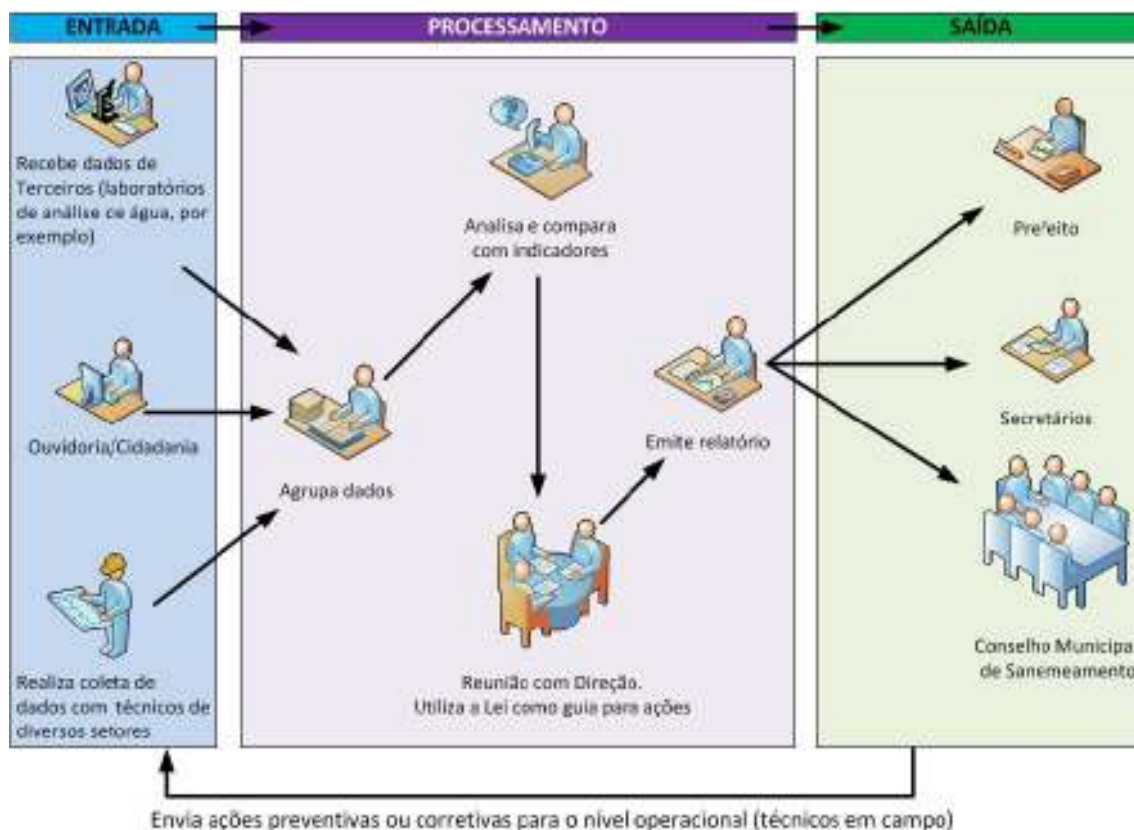 ENTRADA
PROCESSAMENTO
SAÍDA
Recebe dados de
Terceiros (laboratórios
de análise de água, por
exemplo)
Ouvidoria/Cidadania
Realiza coleta de
dados com técnicos de
diversos setores
Agrupa dados
Analisa e compara
com indicadores
Reunião com Direção.
Utiliza a Lei como guia para ações
Emite relatório
Prefeito
Secretários
Conselho Municipa
de Sanemeamento
Envia ações preventivas ou corretivas para o nível operacional (técnicos em campo)